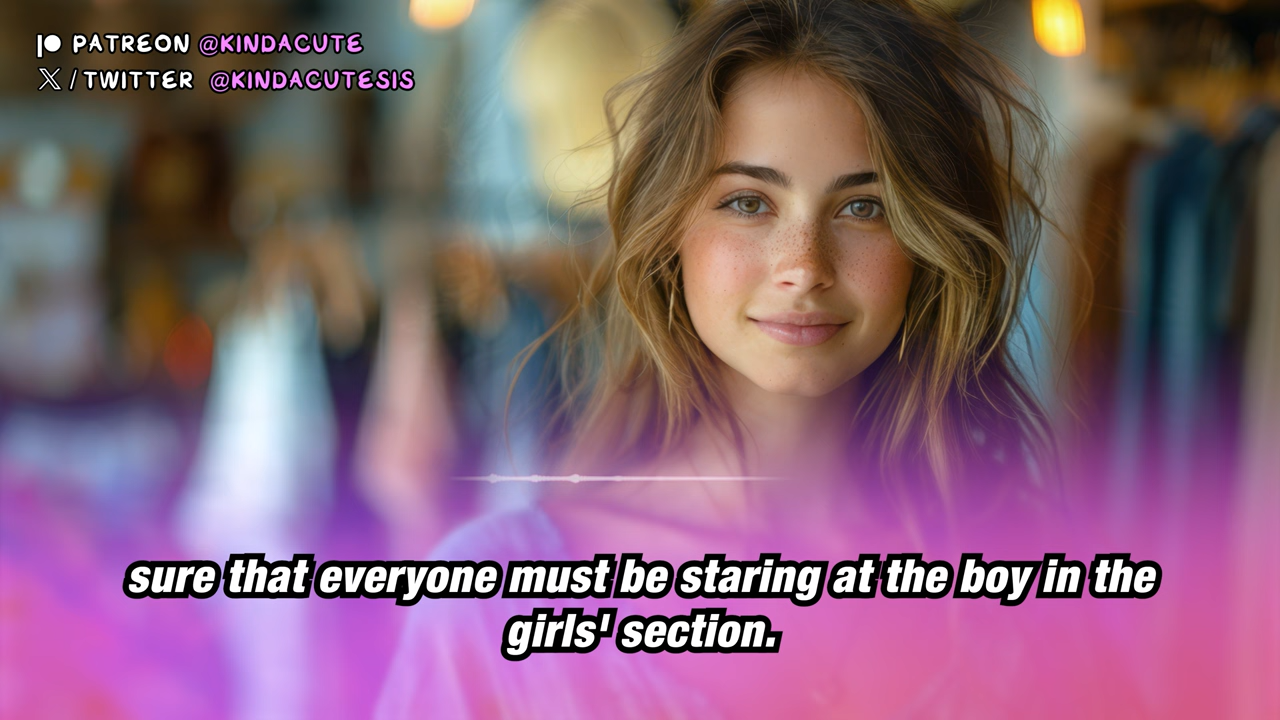 PATREON @KINDACUTE
X / TWITTER @KINDACUTESIS
sure that everyone must be staring at the boy in the
girls' section.